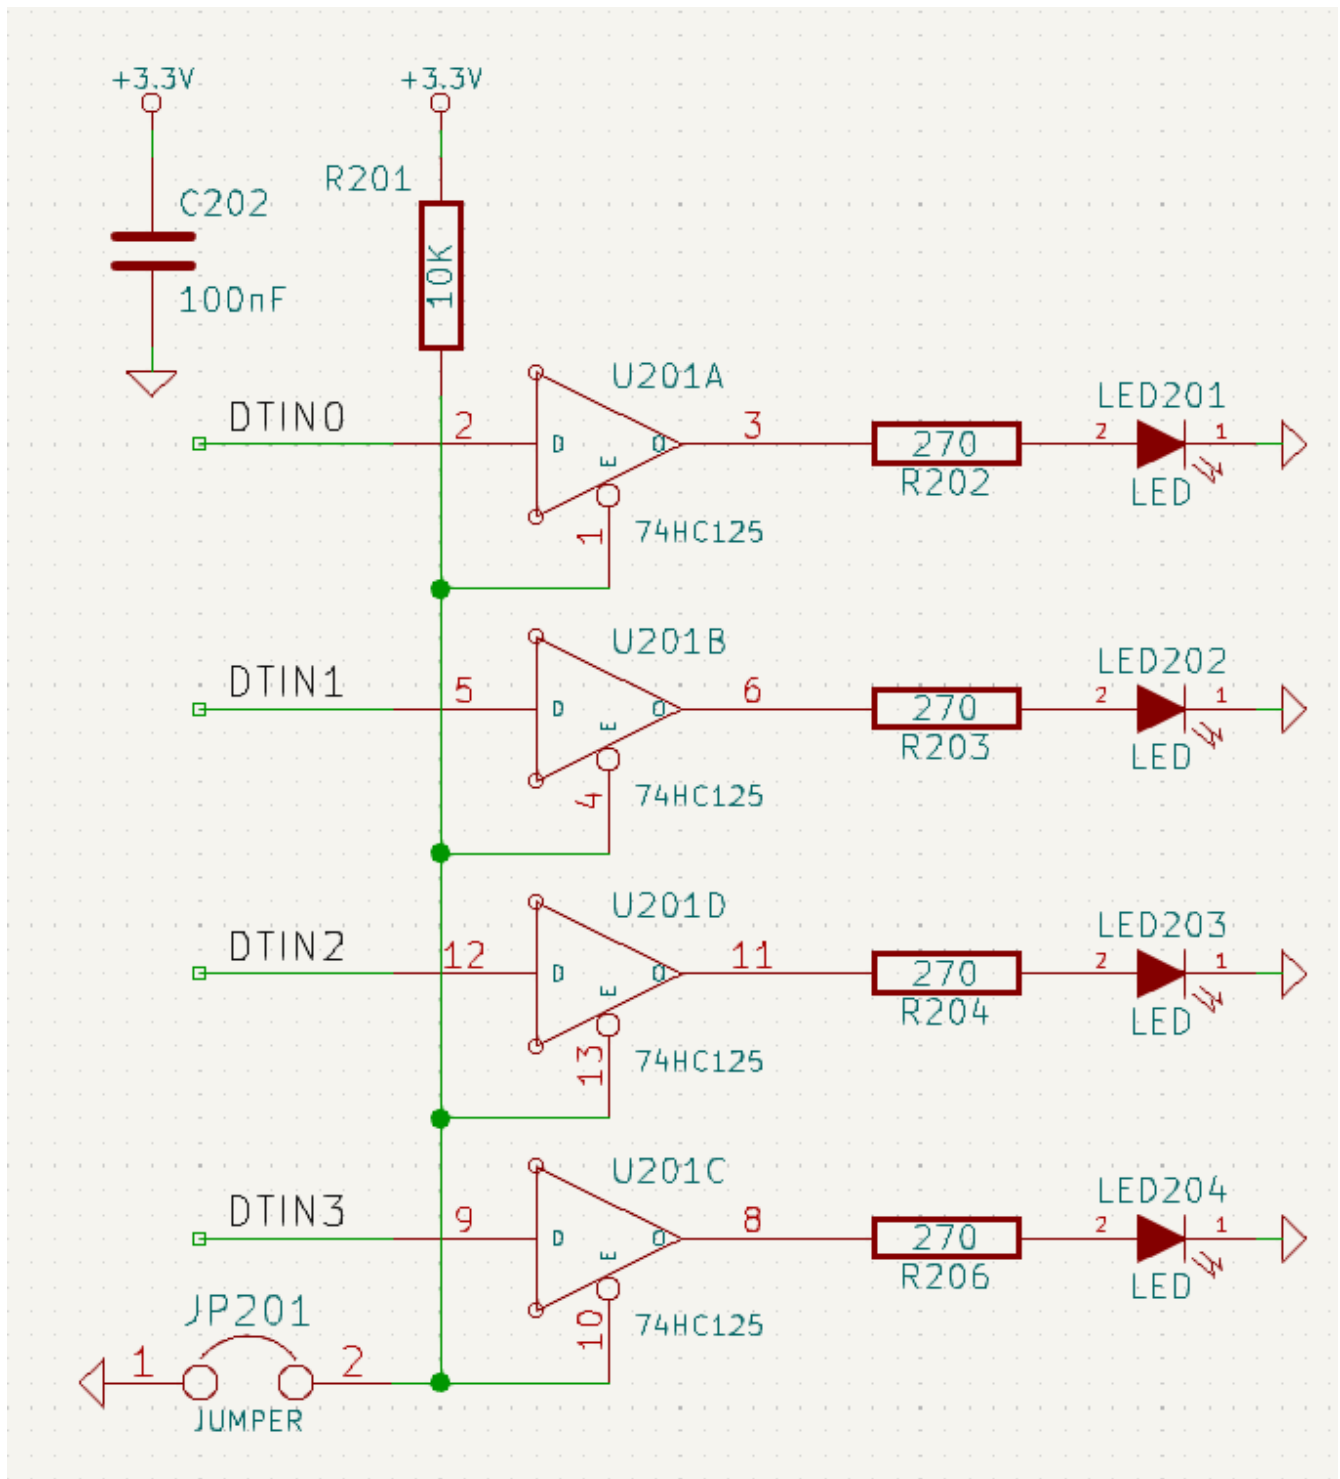 +3.3V
+3.3V
R201
C202
10K
100nF
U201A
DTIN0
2
D
O
E
3
270
R202
LED201
2
1
LED
1
74HC125
U201B
DTIN1
5
D
O
E
6
270
R203
LED202
2
1
LED
4
74HC125
U201D
DTIN2
12
D
O
E
11
270
R204
LED203
2
1
LED
13
74HC125
U201C
DTIN3
9
D
O
E
8
270
R206
LED204
2
1
LED
10
74HC125
JP201
1
2
JUMPER